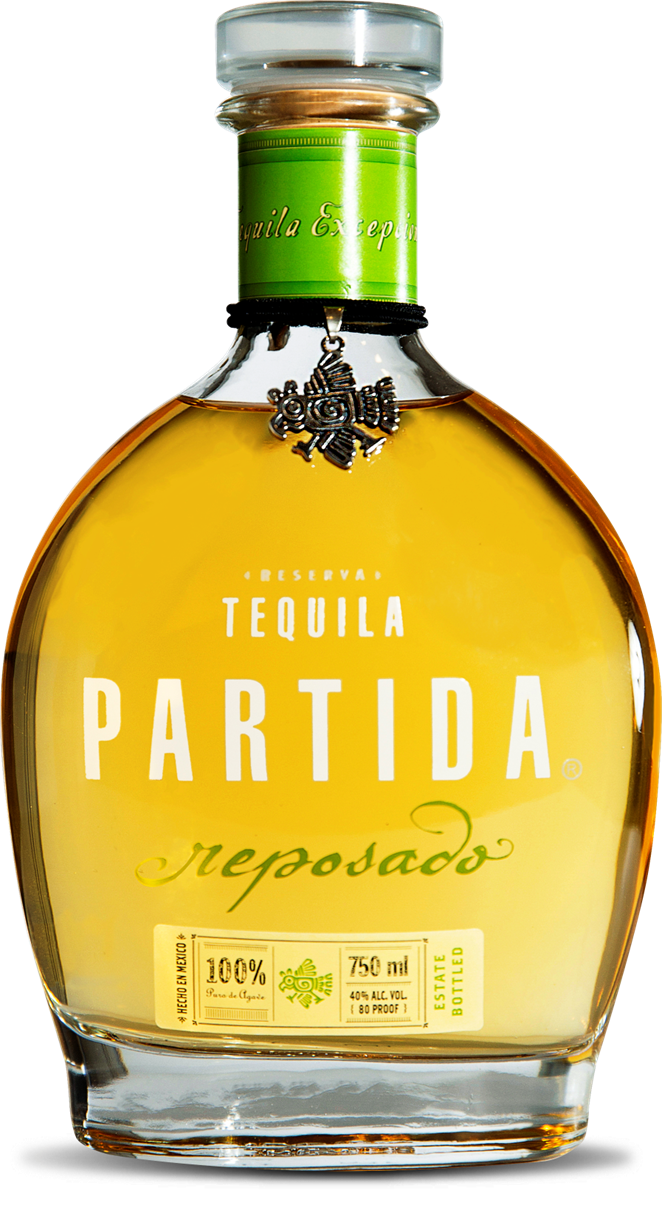 Tequila
RESERVA
TEQUILA
PARTIDA®
reposado
HECHO EN MEXICO
100%
Puro de Agave
750 ml
40% ALC. VOL.
( 80 PROOF )
ESTATE
BOTTLED